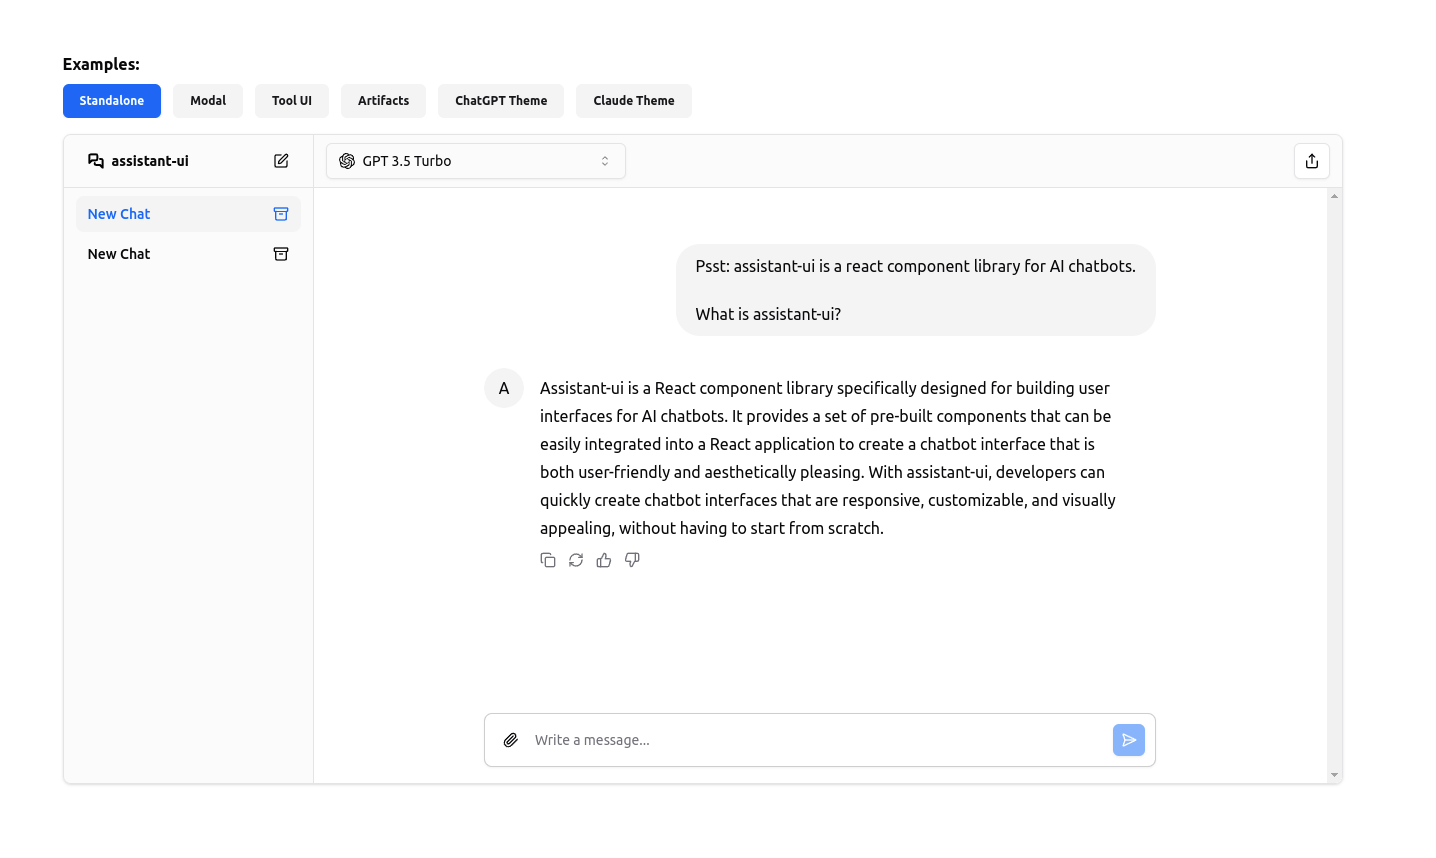 Examples:
Standalone Modal Tool UI Artifacts ChatGPT Theme Claude Theme
assistant-ui
GPT 3.5 Turbo
New Chat
New Chat
Psst: assistant-ui is a react component library for AI chatbots.
What is assistant-ui?
A
Assistant-ui is a React component library specifically designed for building user
interfaces for AI chatbots. It provides a set of pre-built components that can be
easily integrated into a React application to create a chatbot interface that is
both user-friendly and aesthetically pleasing. With assistant-ui, developers can
quickly create chatbot interfaces that are responsive, customizable, and visually
appealing, without having to start from scratch.
Write a message...